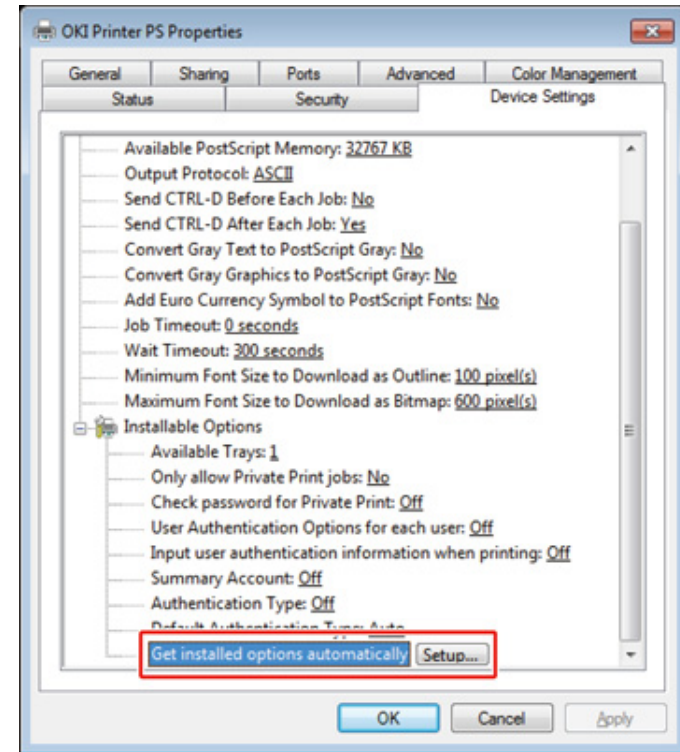 OKI Printer PS Properties
General Sharing Ports Advanced Color Management
Status Security Device Settings
Available PostScript Memory: 32767 KB
Output Protocol: ASCII
Send CTRL-D Before Each Job: No
Send CTRL-D After Each Job: Yes
Convert Gray Text to PostScript Gray: No
Convert Gray Graphics to PostScript Gray: No
Add Euro Currency Symbol to PostScript Fonts: No
Job Timeout: 0 seconds
Wait Timeout: 300 seconds
Minimum Font Size to Download as Outline: 100 pixel(s)
Maximum Font Size to Download as Bitmap: 600 pixel(s)
Installable Options
Available Trays: 1
Only allow Private Print jobs: No
Check password for Private Print: Off
User Authentication Options for each user: Off
Input user authentication information when printing: Off
Summary Account: Off
Authentication Type: Off
Default Authentication Type: Auto
Get installed options automatically Setup...
OK Cancel Apply